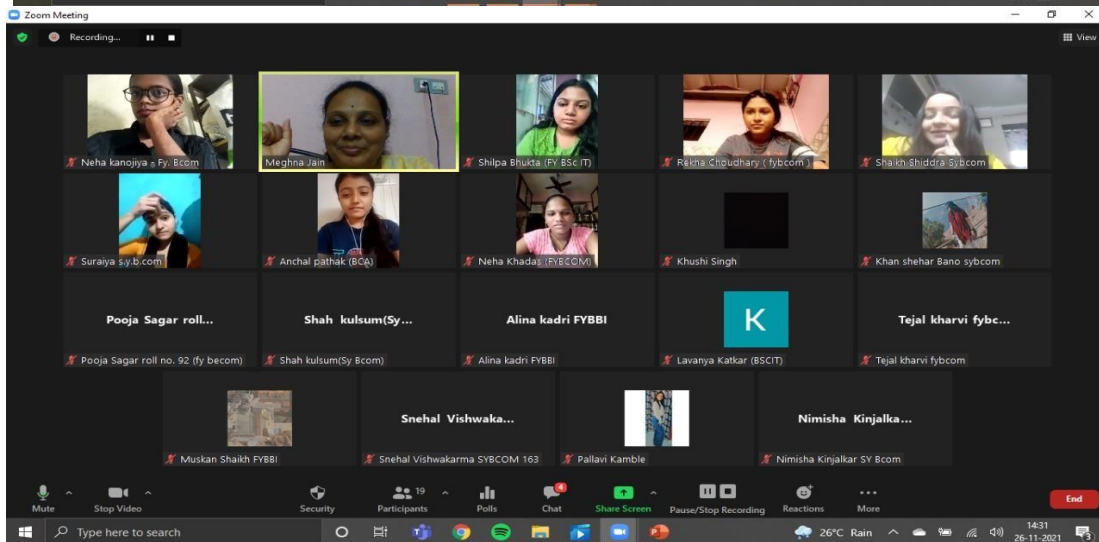 Zoom Meeting
Recording...
View
Neha kanojiya - Fy. Bcom
Meghna Jain
Shilpa Bhukta (FY BSc IT)
Rekha Choudhary ( fybcom )
Shaikh Shiddra Sybcom
Suraiya s.y.b.com
Anchal pathak (BCA)
Neha Khadas (FYBCOM)
Khushi Singh
Khan shehar Bano sybcom
Pooja Sagar roll...
Shah kulsum(Sy...
Alina kadri FYBBI
K
Tejal kharvi fybc...
Pooja Sagar roll no. 92 (fy becom)
Shah kulsum(Sy Bcom)
Alina kadri FYBBI
Lavanya Katkar (BSCIT)
Tejal kharvi fybcom
Snehal Vishwaka...
Nimisha Kinjalka...
Muskan Shaikh FYBBI
Snehal Vishwakarma SYBCOM 163
Pallavi Kamble
Nimisha Kinjalkar SY Bcom
19
4
Mute
Stop Video
Security
Participants
Polls
Chat
Share Screen
Pause/Stop Recording
Reactions
More
End
Type here to search
26°C Rain
14:31
26-11-2021
3